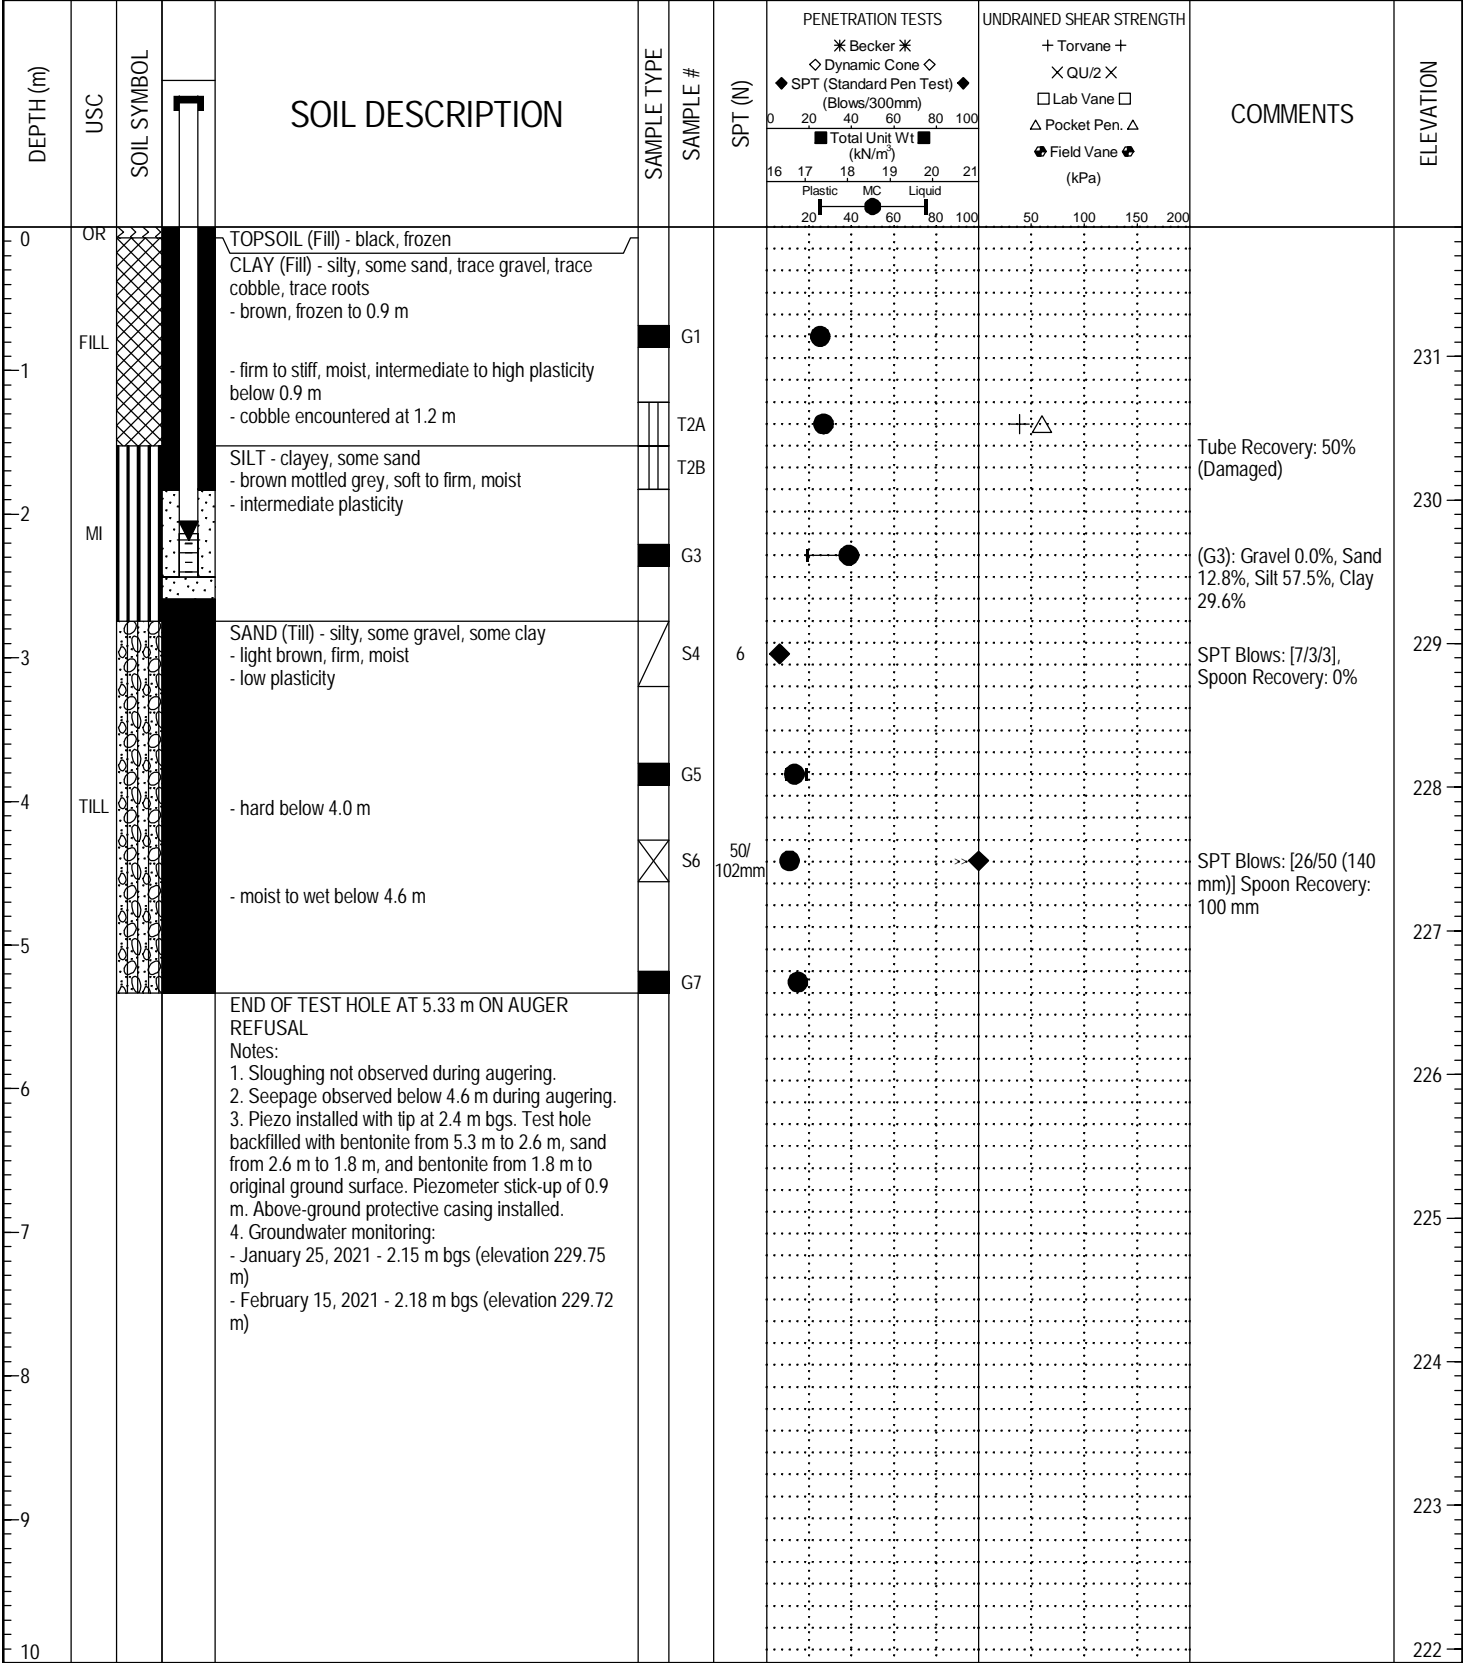 DEPTH (m)
USC
SOIL SYMBOL
SOIL DESCRIPTION
SAMPLE TYPE
SAMPLE #
SPT (N)
PENETRATION TESTS
✳ Becker ✳
◇ Dynamic Cone ◇
◆ SPT (Standard Pen Test) ◆
(Blows/300mm)
0 20 40 60 80 100
■ Total Unit Wt ■
(kN/m³)
16 17 18 19 20 21
Plastic MC Liquid
20 40 60 80 100
UNDRAINED SHEAR STRENGTH
+ Torvane +
× QU/2 ×
□ Lab Vane □
△ Pocket Pen. △
Field Vane
(kPa)
50 100 150 200
COMMENTS
ELEVATION
0
OR
TOPSOIL (Fill) - black, frozen
CLAY (Fill) - silty, some sand, trace gravel, trace
cobble, trace roots
- brown, frozen to 0.9 m
FILL
G1
1
231
- firm to stiff, moist, intermediate to high plasticity
below 0.9 m
- cobble encountered at 1.2 m
T2A
Tube Recovery: 50%
(Damaged)
SILT - clayey, some sand
- brown mottled grey, soft to firm, moist
- intermediate plasticity
T2B
230
2
MI
G3
(G3): Gravel 0.0%, Sand
12.8%, Silt 57.5%, Clay
29.6%
SAND (Till) - silty, some gravel, some clay
- light brown, firm, moist
- low plasticity
229
3
S4
6
SPT Blows: [7/3/3],
Spoon Recovery: 0%
G5
228
4
TILL
- hard below 4.0 m
S6
50/
102mm
>>
SPT Blows: [26/50 (140
mm)] Spoon Recovery:
100 mm
- moist to wet below 4.6 m
227
5
G7
END OF TEST HOLE AT 5.33 m ON AUGER
REFUSAL
Notes:
1. Sloughing not observed during augering.
2. Seepage observed below 4.6 m during augering.
3. Piezo installed with tip at 2.4 m bgs. Test hole
backfilled with bentonite from 5.3 m to 2.6 m, sand
from 2.6 m to 1.8 m, and bentonite from 1.8 m to
original ground surface. Piezometer stick-up of 0.9
m. Above-ground protective casing installed.
4. Groundwater monitoring:
- January 25, 2021 - 2.15 m bgs (elevation 229.75
m)
- February 15, 2021 - 2.18 m bgs (elevation 229.72
m)
6
226
7
225
8
224
9
223
10
222